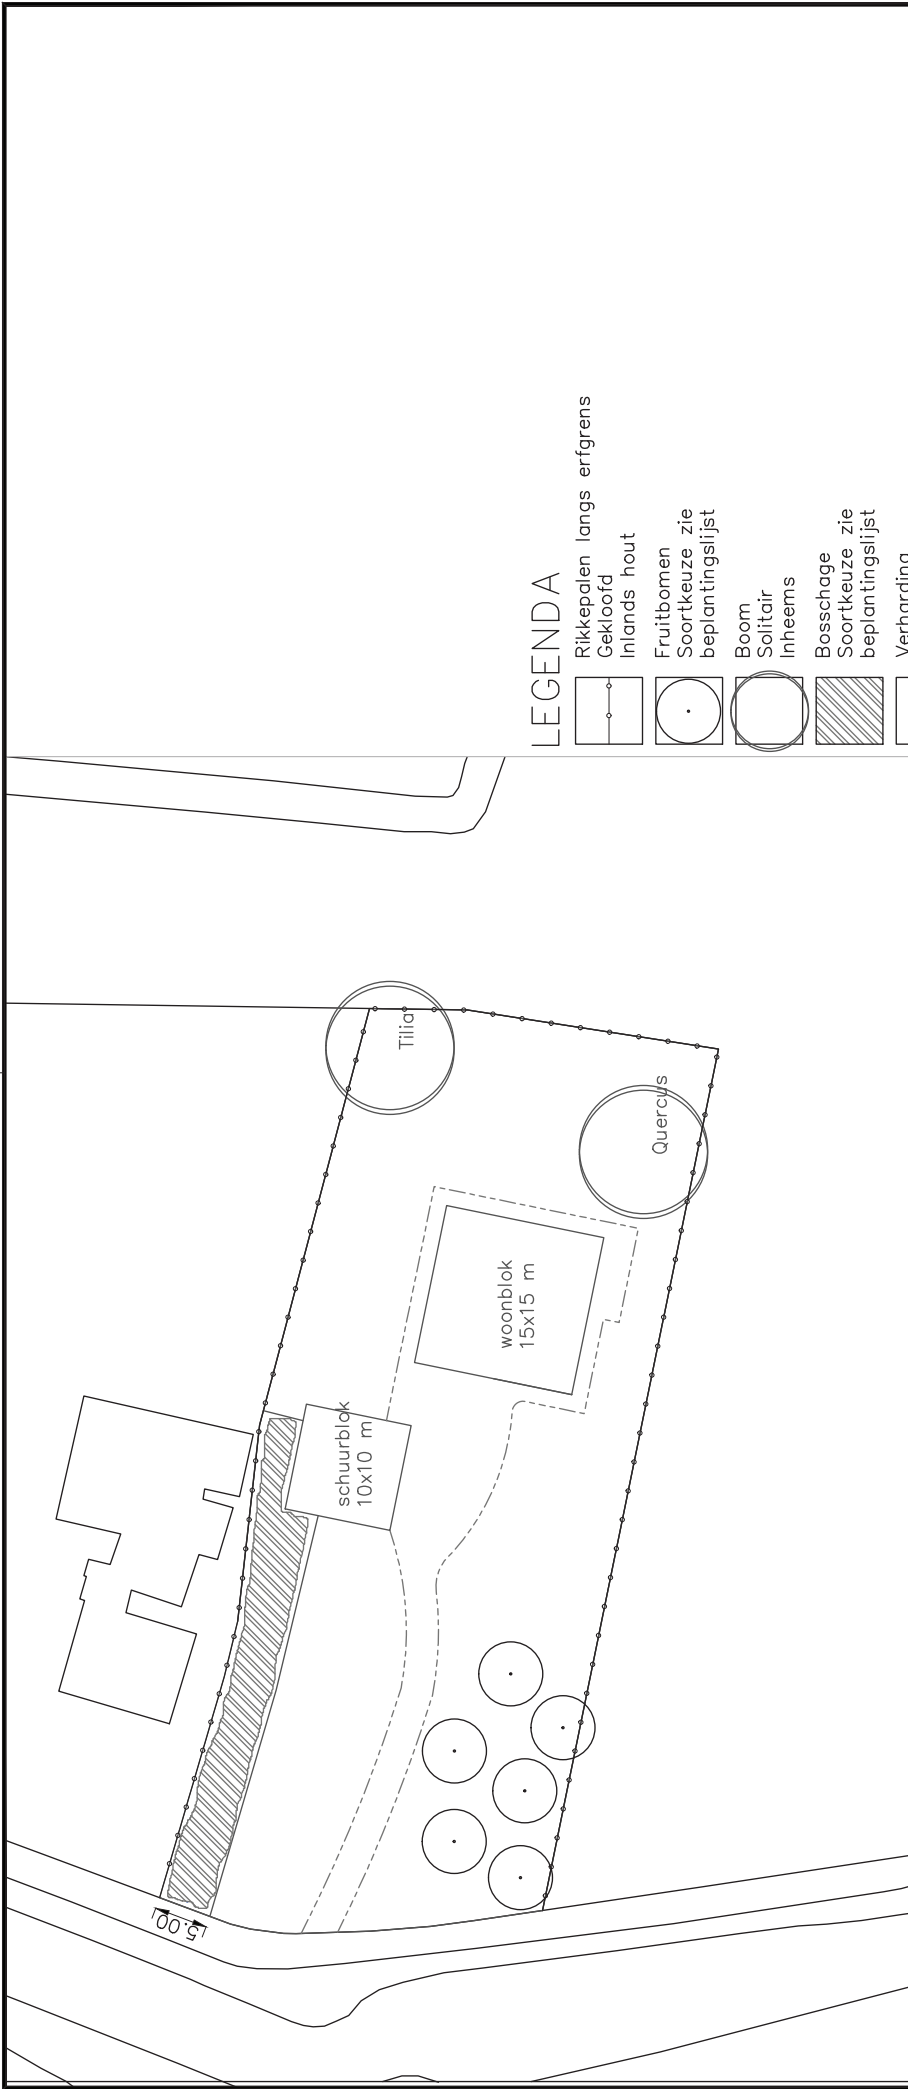 LEGENDA
Rikkepalen langs erfgrens
Gekloofd
Inlands hout
Fruitbomen
Soortkeuze zie
beplantingslijst
Boom
Solitair
Inheems
Bosschage
Soortkeuze zie
beplantingslijst
Verharding
Tilia
Quercus
woonblok
15x15 m
schuurblok
10x10 m
5.00